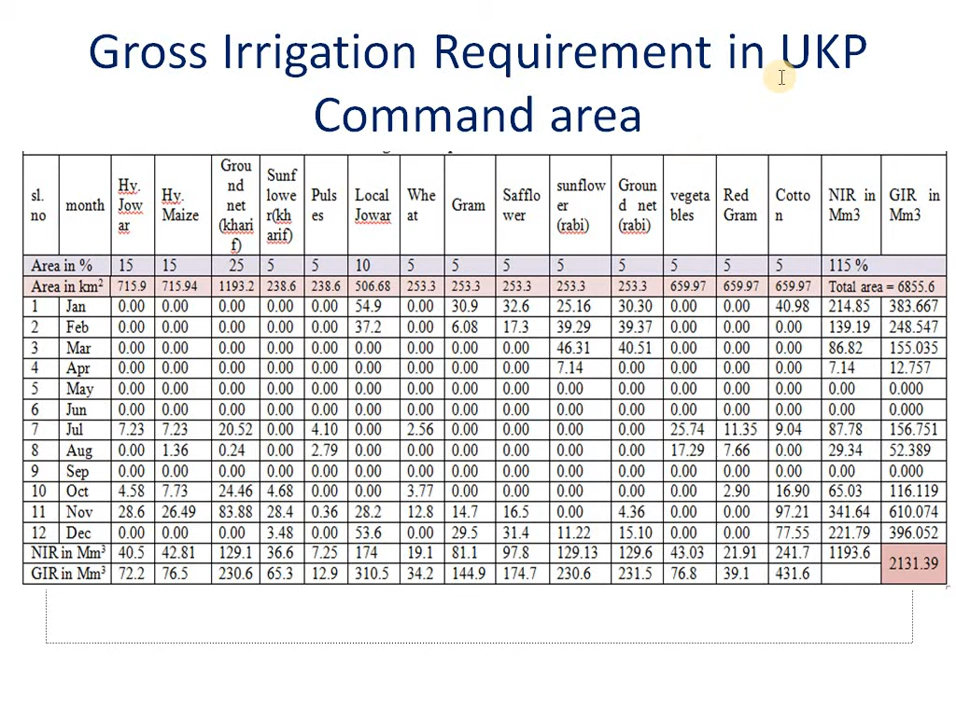 Gross Irrigation Requirement in UKP
Command area
sl. no month Hy. Jow ar Hy. Maize Grou nd net (khari f) Sunf lowe r(kh arif) Puls es Local Jowar Whe at Gram Safflo wer sunflow er (rabi) Groun d net (rabi) vegeta bles Red Gram Cotto n NIR in Mm3 GIR in Mm3
Area in % 15 15 25 5 5 10 5 5 5 5 5 5 5 5 115 %
Area in km² 715.9 715.94 1193.2 238.6 238.6 506.68 253.3 253.3 253.3 253.3 253.3 659.97 659.97 659.97 Total area = 6855.6
1 Jan 0.00 0.00 0.00 0.00 0.00 54.9 0.00 30.9 32.6 25.16 30.30 0.00 0.00 40.98 214.85 383.667
2 Feb 0.00 0.00 0.00 0.00 0.00 37.2 0.00 6.08 17.3 39.29 39.37 0.00 0.00 0.00 139.19 248.547
3 Mar 0.00 0.00 0.00 0.00 0.00 0.00 0.00 0.00 0.00 46.31 40.51 0.00 0.00 0.00 86.82 155.035
4 Apr 0.00 0.00 0.00 0.00 0.00 0.00 0.00 0.00 0.00 7.14 0.00 0.00 0.00 0.00 7.14 12.757
5 May 0.00 0.00 0.00 0.00 0.00 0.00 0.00 0.00 0.00 0.00 0.00 0.00 0.00 0.00 0.00 0.000
6 Jun 0.00 0.00 0.00 0.00 0.00 0.00 0.00 0.00 0.00 0.00 0.00 0.00 0.00 0.00 0.00 0.000
7 Jul 7.23 7.23 20.52 0.00 4.10 0.00 2.56 0.00 0.00 0.00 0.00 25.74 11.35 9.04 87.78 156.751
8 Aug 0.00 1.36 0.24 0.00 2.79 0.00 0.00 0.00 0.00 0.00 0.00 17.29 7.66 0.00 29.34 52.389
9 Sep 0.00 0.00 0.00 0.00 0.00 0.00 0.00 0.00 0.00 0.00 0.00 0.00 0.00 0.00 0.00 0.000
10 Oct 4.58 7.73 24.46 4.68 0.00 0.00 3.77 0.00 0.00 0.00 0.00 0.00 2.90 16.90 65.03 116.119
11 Nov 28.6 26.49 83.88 28.4 0.36 28.2 12.8 14.7 16.5 0.00 4.36 0.00 0.00 97.21 341.64 610.074
12 Dec 0.00 0.00 0.00 3.48 0.00 53.6 0.00 29.5 31.4 11.22 15.10 0.00 0.00 77.55 221.79 396.052
NIR in Mm³ 40.5 42.81 129.1 36.6 7.25 174 19.1 81.1 97.8 129.13 129.6 43.03 21.91 241.7 1193.6 2131.39
GIR in Mm³ 72.2 76.5 230.6 65.3 12.9 310.5 34.2 144.9 174.7 230.6 231.5 76.8 39.1 431.6